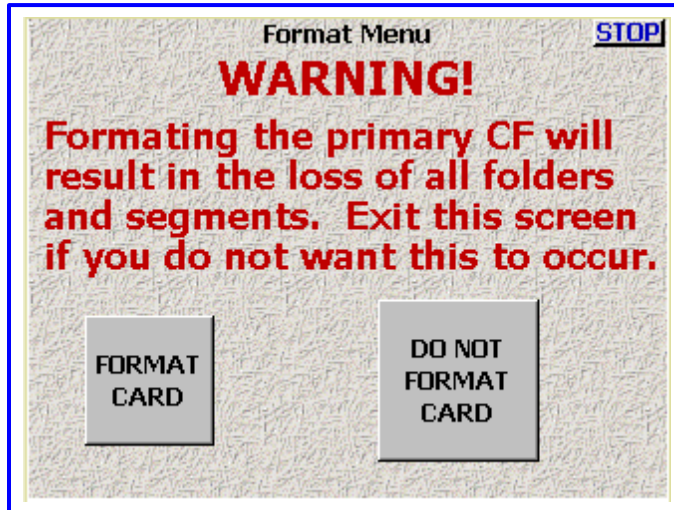 Format Menu
STOP
WARNING!
Formating the primary CF will
result in the loss of all folders
and segments.  Exit this screen
if you do not want this to occur.
FORMAT
CARD
DO NOT
FORMAT
CARD